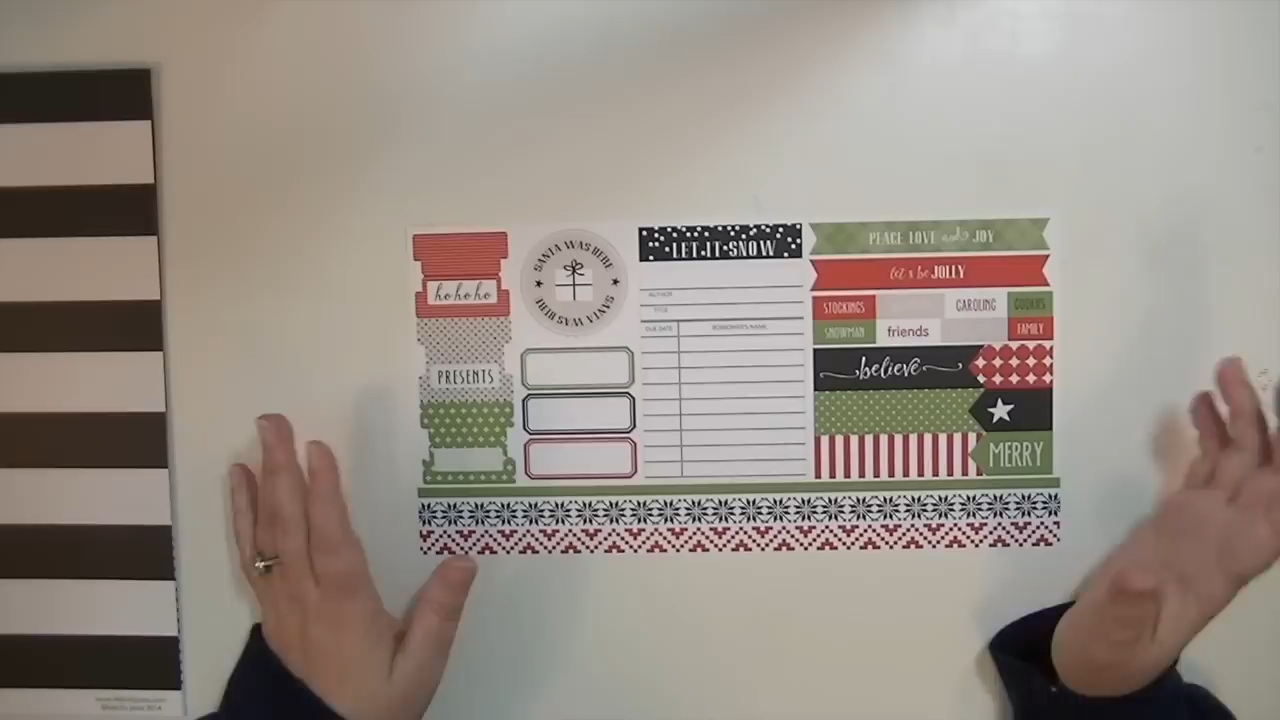 ho ho ho
PRESENTS
SANTA WAS HERE
SANTA WAS HERE
LET IT SNOW
AUTHOR
TITLE
DUE DATE BORROWER'S NAME
PEACE LOVE and JOY
let's be JOLLY
STOCKINGS CAROLING COOKIES
SNOWMAN friends FAMILY
believe
MERRY